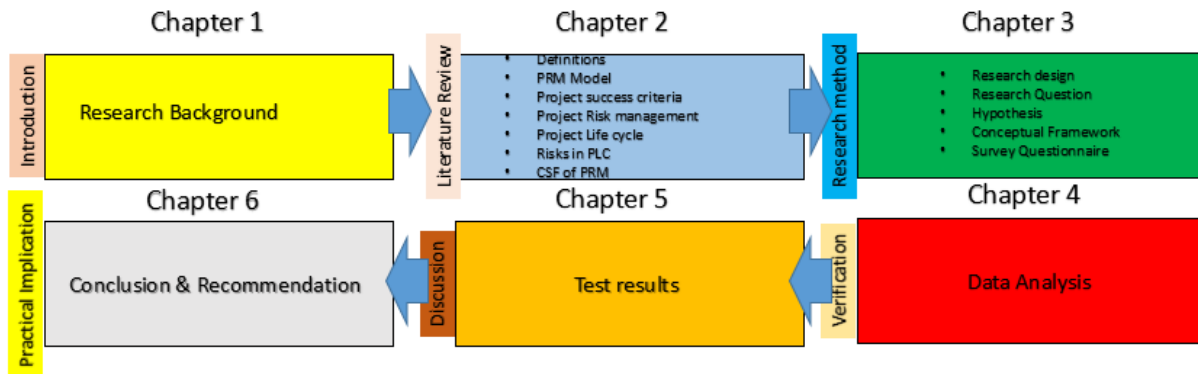 Chapter 1
Introduction
Research Background
Chapter 2
Literature Review
Definitions
• PRM Model
• Project success criteria
• Project Risk management
• Project Life cycle
• Risks in PLC
• CSF of PRM
Chapter 3
Research method
• Research design
• Research Question
• Hypothesis
• Conceptual Framework
• Survey Questionnaire
Chapter 4
Verification
Data Analysis
Chapter 5
Discussion
Test results
Chapter 6
Practical Implication
Conclusion & Recommendation